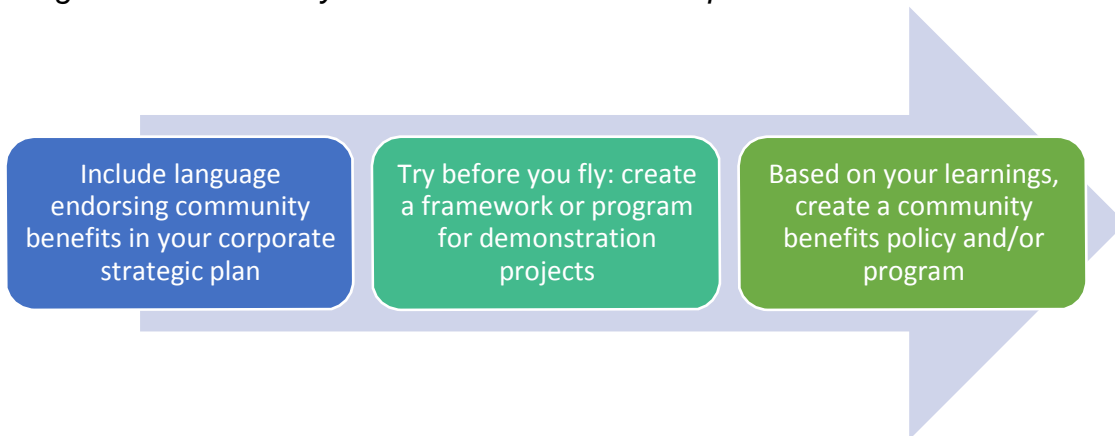 Include language
endorsing community
benefits in your corporate
strategic plan
Try before you fly: create
a framework or program
for demonstration
projects
Based on your learnings,
create a community
benefits policy and/or
program